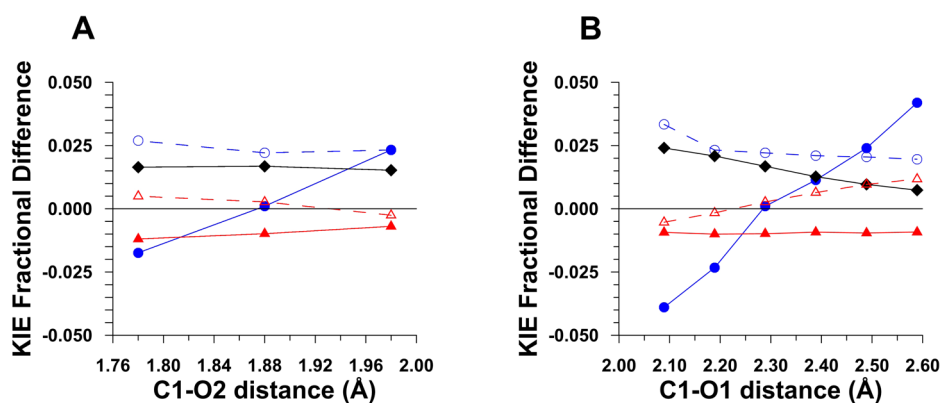 A
KIE Fractional Difference
0.050
0.025
0.000
-0.025
-0.050
1.76 1.80 1.84 1.88 1.92 1.96 2.00
C1-O2 distance (Å)
B
KIE Fractional Difference
0.050
0.025
0.000
-0.025
-0.050
2.00 2.10 2.20 2.30 2.40 2.50 2.60
C1-O1 distance (Å)